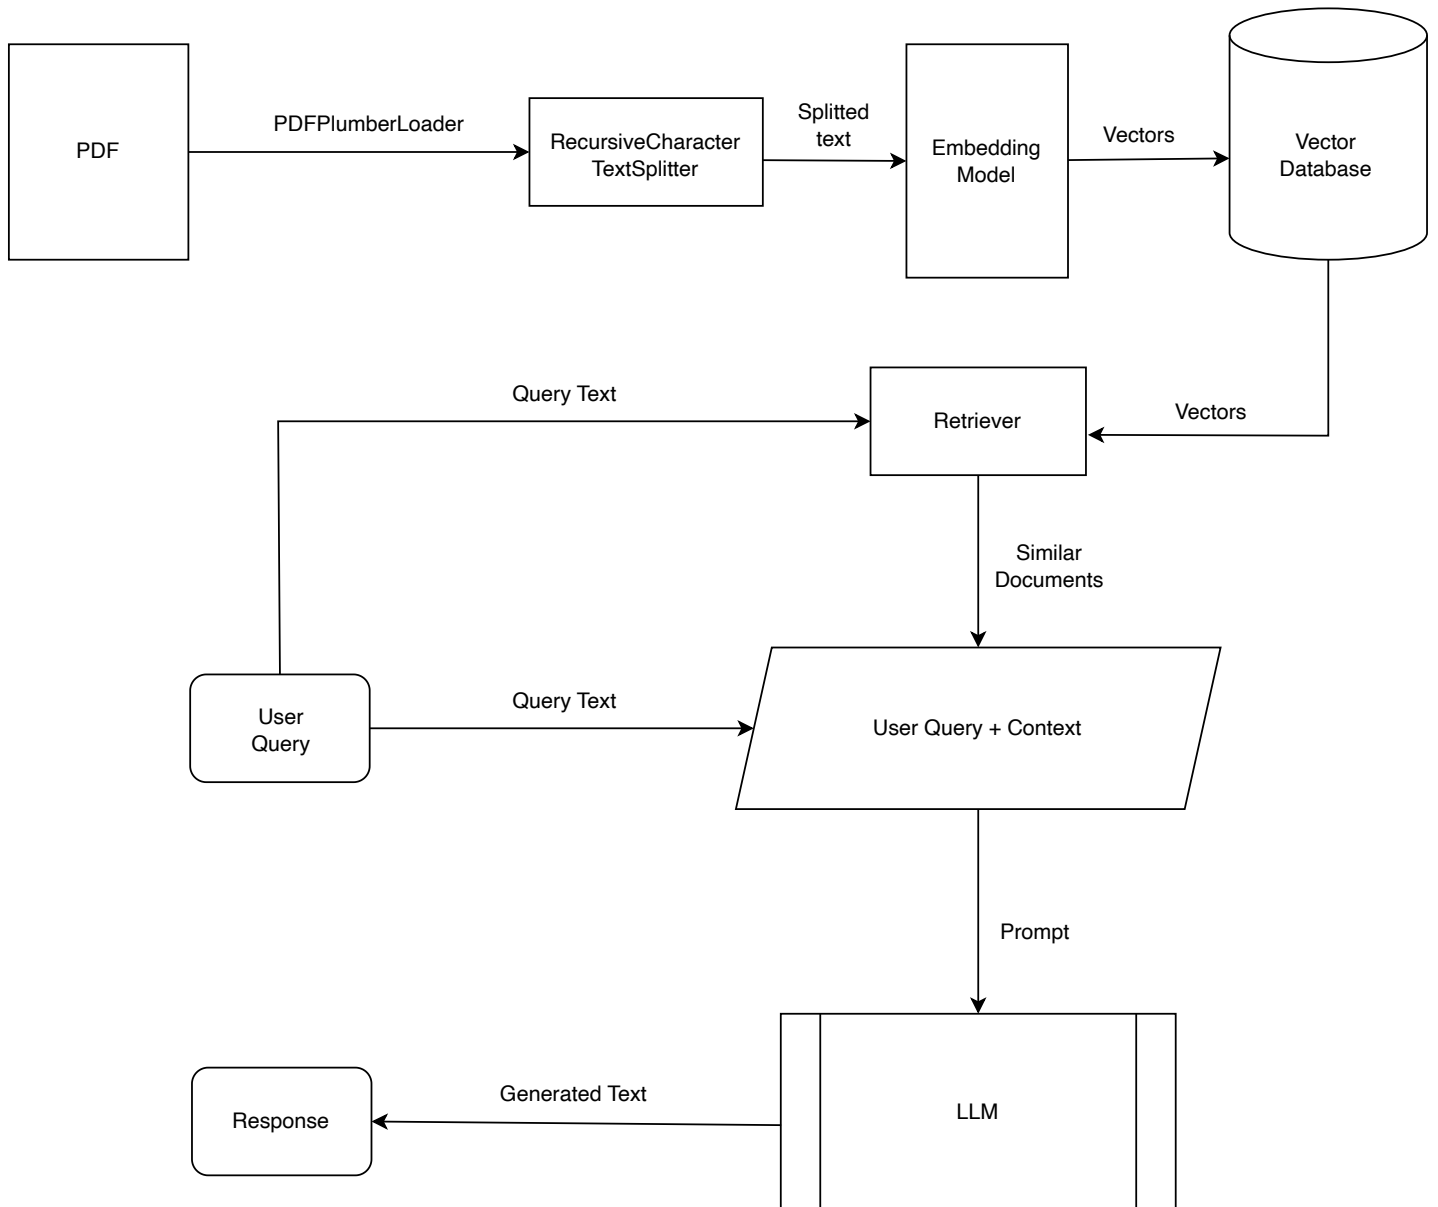 PDF
PDFPlumberLoader
RecursiveCharacter
TextSplitter
Splitted
text
Embedding
Model
Vectors
Vector
Database
Query Text
Retriever
Vectors
Similar
Documents
User
Query
Query Text
User Query + Context
Prompt
Response
Generated Text
LLM